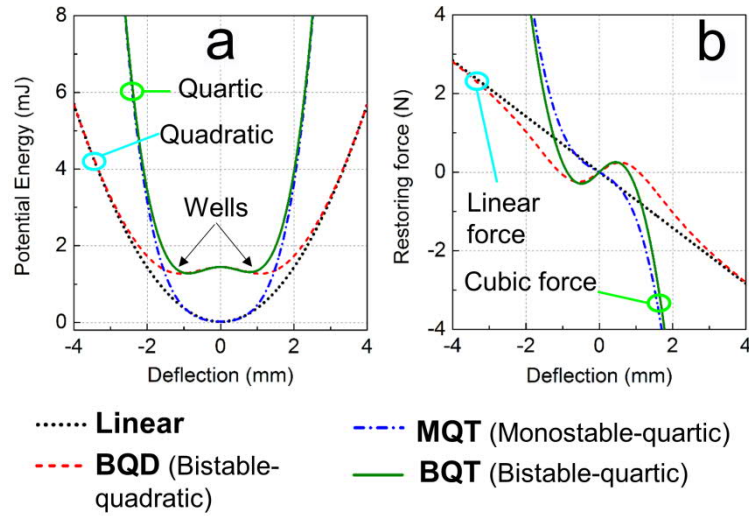 a
8
6
4
2
0
Potential Energy (mJ)
Quartic
Quadratic
Wells
-4 -2 0 2 4
Deflection (mm)
b
2
0
-2
-4
Restoring force (N)
Linear
force
Cubic force
-4 -2 0 2 4
Deflection (mm)
Linear
BQD (Bistable-
quadratic)
MQT (Monostable-quartic)
BQT (Bistable-quartic)